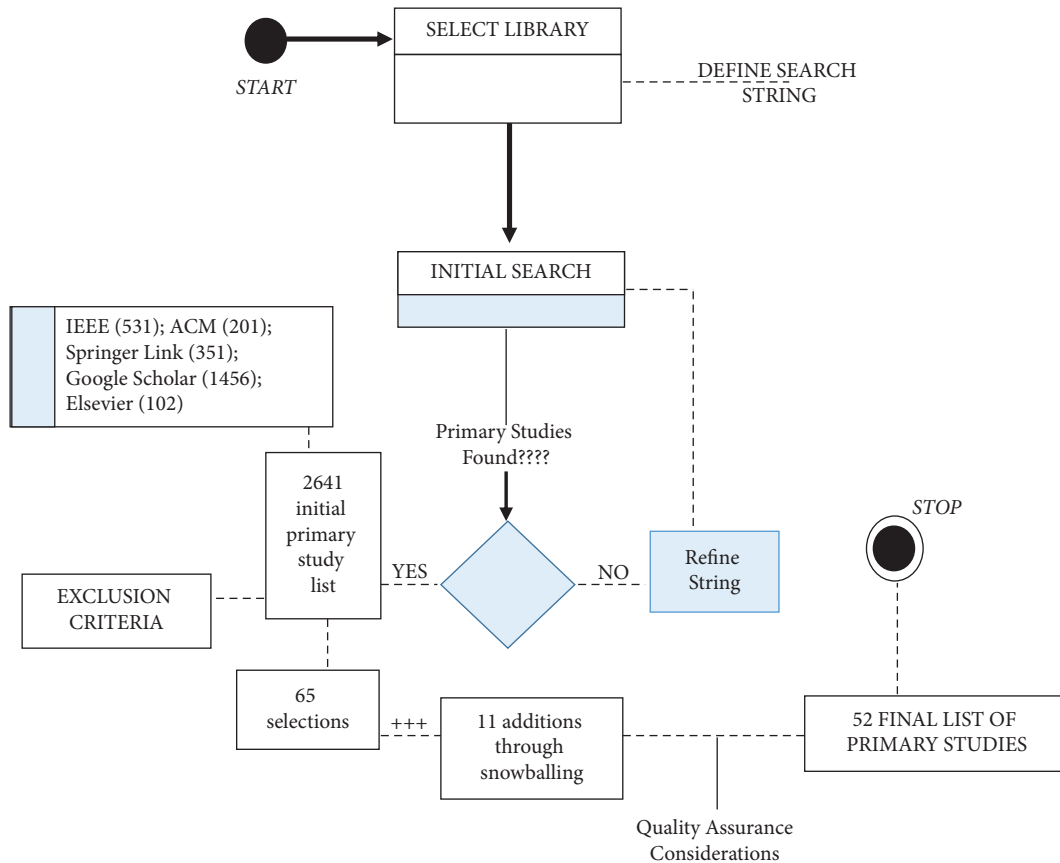 SELECT LIBRARY
START
DEFINE SEARCH
STRING
INITIAL SEARCH
IEEE (531); ACM (201);
Springer Link (351);
Google Scholar (1456);
Elsevier (102)
Primary Studies
Found????
2641
initial
primary
study
list
YES
NO
Refine
String
STOP
EXCLUSION
CRITERIA
65
selections
+++
11 additions
through
snowballing
52 FINAL LIST OF
PRIMARY STUDIES
Quality Assurance
Considerations